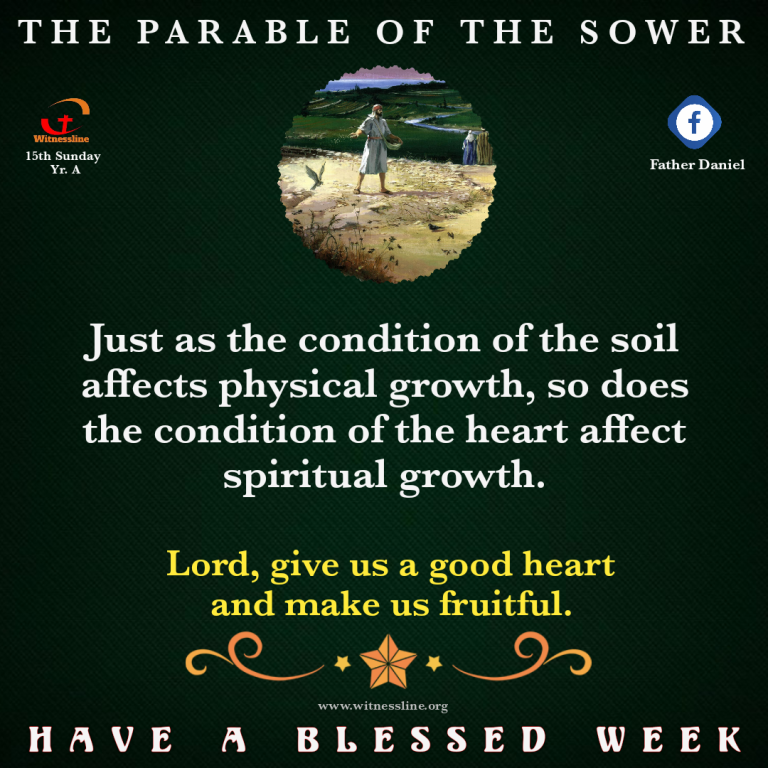 THE PARABLE OF THE SOWER
Witnessline
15th Sunday
Yr. A
f
Father Daniel
Just as the condition of the soil
affects physical growth, so does
the condition of the heart affect
spiritual growth.
Lord, give us a good heart
and make us fruitful.
www.witnessline.org
HAVE A BLESSED WEEK